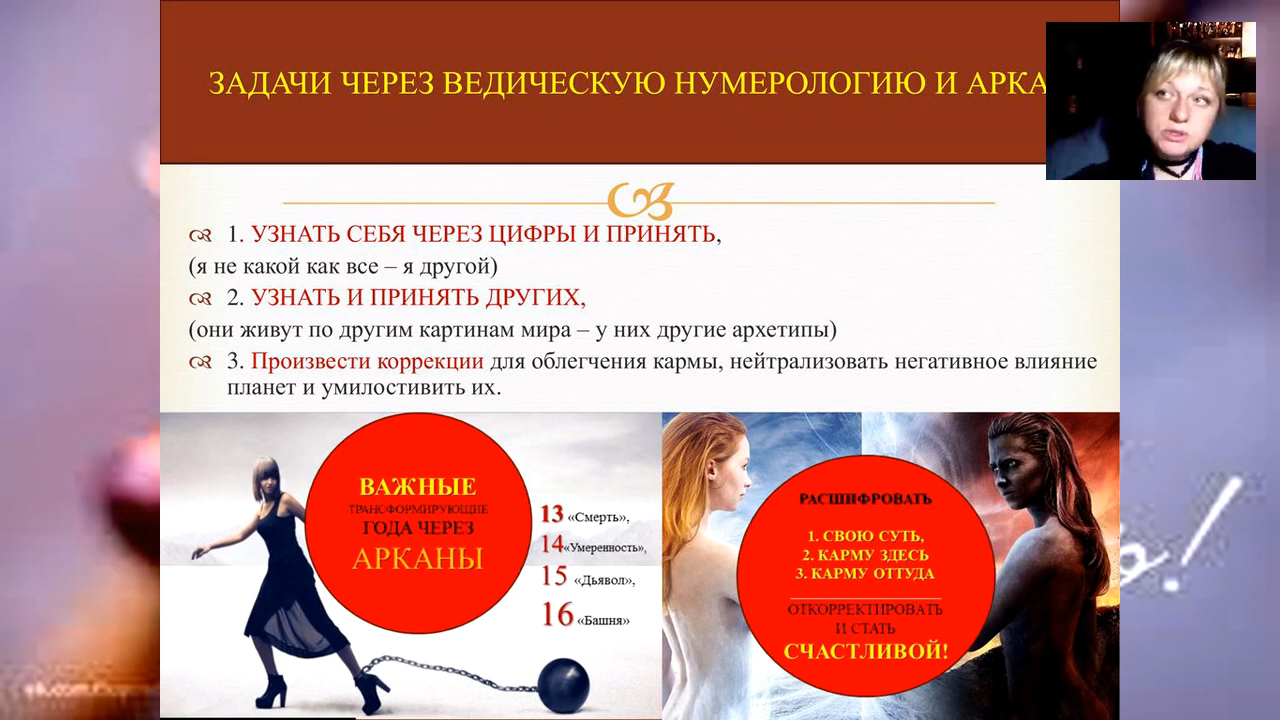 ЗАДАЧИ ЧЕРЕЗ ВЕДИЧЕСКУЮ НУМЕРОЛОГИЮ И АРКА
1. УЗНАТЬ СЕБЯ ЧЕРЕЗ ЦИФРЫ И ПРИНЯТЬ,
(я не какой как все – я другой)
2. УЗНАТЬ И ПРИНЯТЬ ДРУГИХ,
(они живут по другим картинам мира – у них другие архетипы)
3. Произвести коррекции для облегчения кармы, нейтрализовать негативное влияние
планет и умилостивить их.
ВАЖНЫЕ
ТРАНСФОРМИРУЮЩИЕ
ГОДА ЧЕРЕЗ
АРКАНЫ
13 «Смерть»,
14«Умеренность»,
15 «Дьявол»,
16 «Башня»
РАСШИФРОВАТЬ
1. СВОЮ СУТЬ,
2. КАРМУ ЗДЕСЬ
3. КАРМУ ОТТУДА
ОТКОРРЕКТИРОВАТЬ
И СТАТЬ
СЧАСТЛИВОЙ!